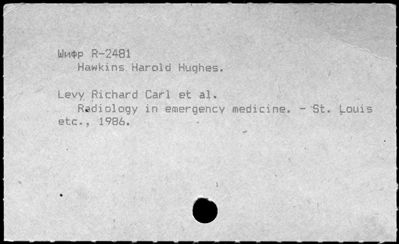 Шифр R-2481
Hawkins Harold Hughes.
Levy Richard Carl et al.
Radiology in emergency medicine. - St. Louis
etc., 1986.